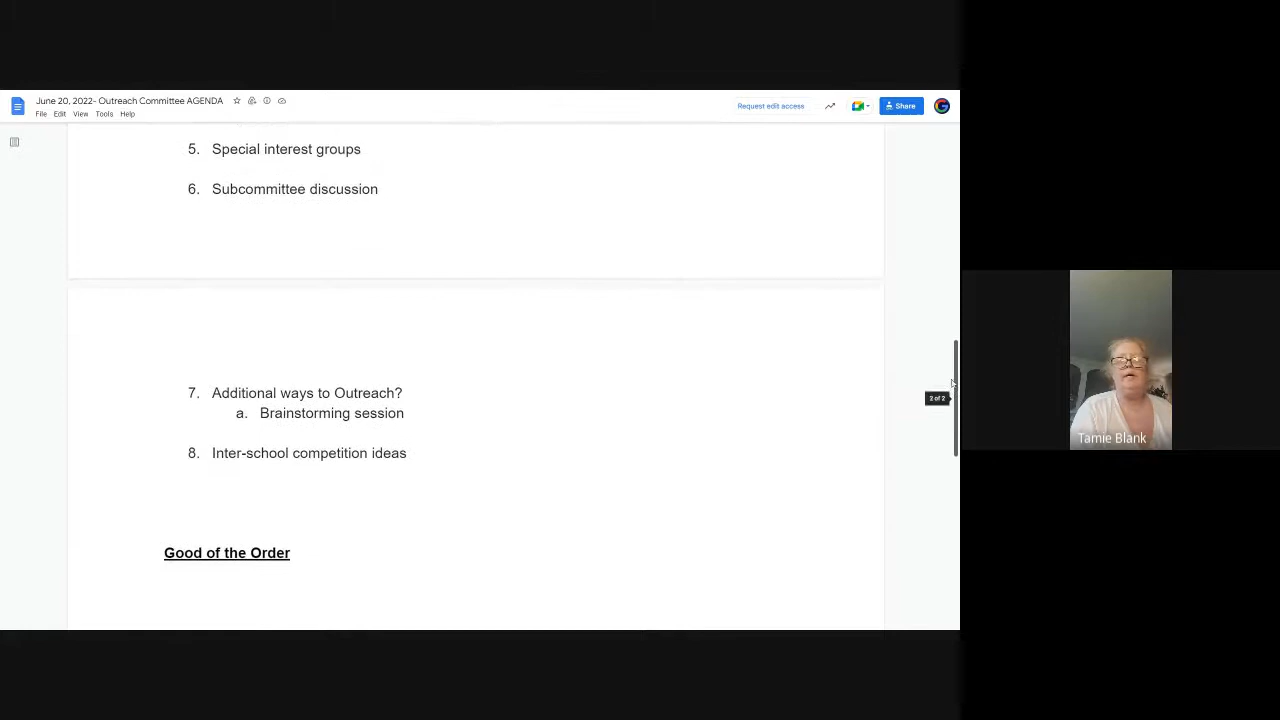 June 20, 2022- Outreach Committee AGENDA
File Edit View Tools Help
Request edit access
Share
5. Special interest groups
6. Subcommittee discussion
7. Additional ways to Outreach?
a. Brainstorming session
8. Inter-school competition ideas
Good of the Order
2 of 2
Tamie Blank